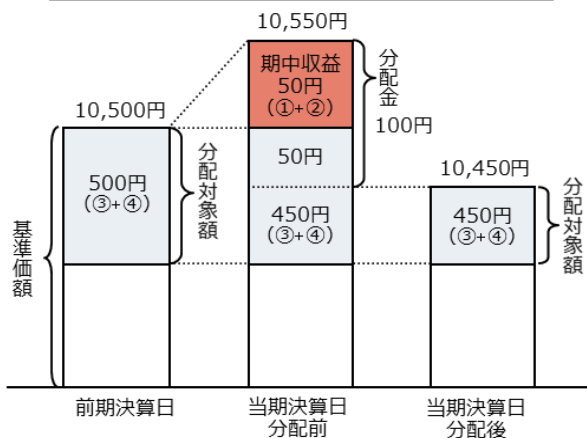 10,550円
期中収益
50円
(①+②)
分配金
100円
10,500円
500円
(③+④)
分配対象額
50円
450円
(③+④)
10,450円
450円
(③+④)
分配対象額
基準価額
前期決算日
当期決算日
分配前
当期決算日
分配後